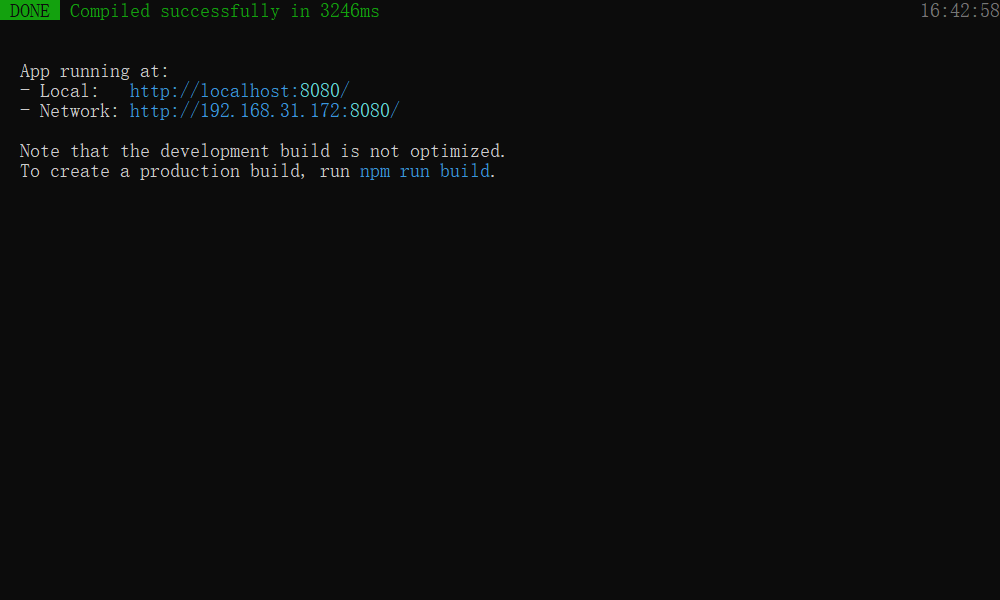 DONE Compiled successfully in 3246ms 16:42:58
App running at:
- Local: http://localhost:8080/
- Network: http://192.168.31.172:8080/
Note that the development build is not optimized.
To create a production build, run npm run build.